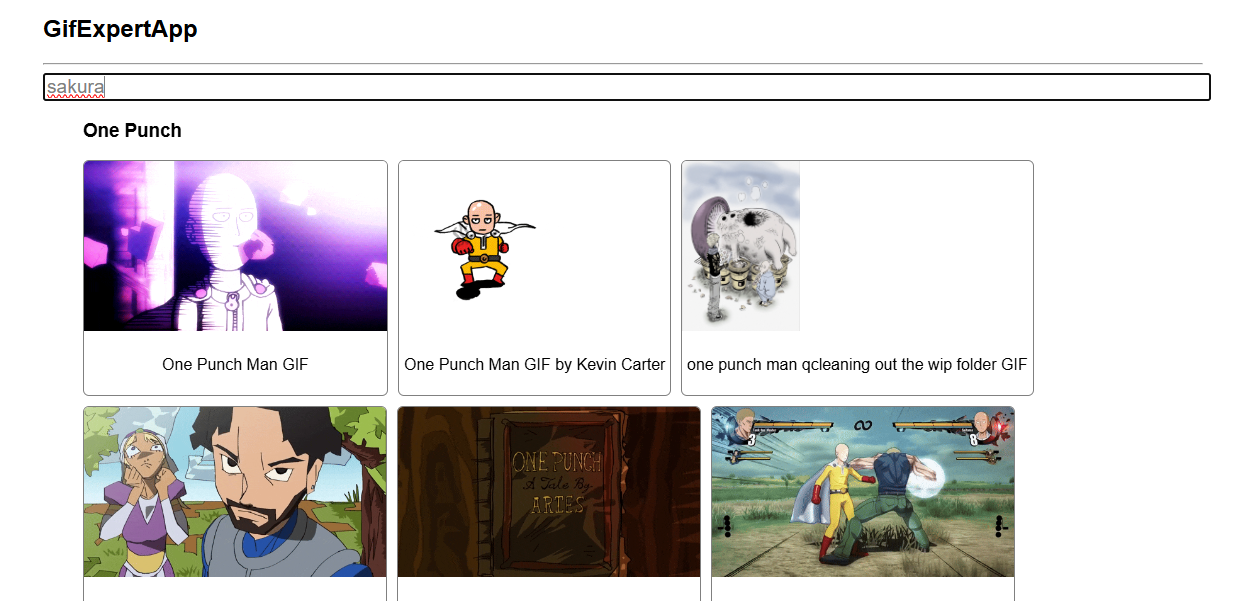 GifExpertApp
sakura
One Punch
One Punch Man GIF
One Punch Man GIF by Kevin Carter
one punch man qcleaning out the wip folder GIF
ONE PUNCH
A Tale By
ARTES
3
8